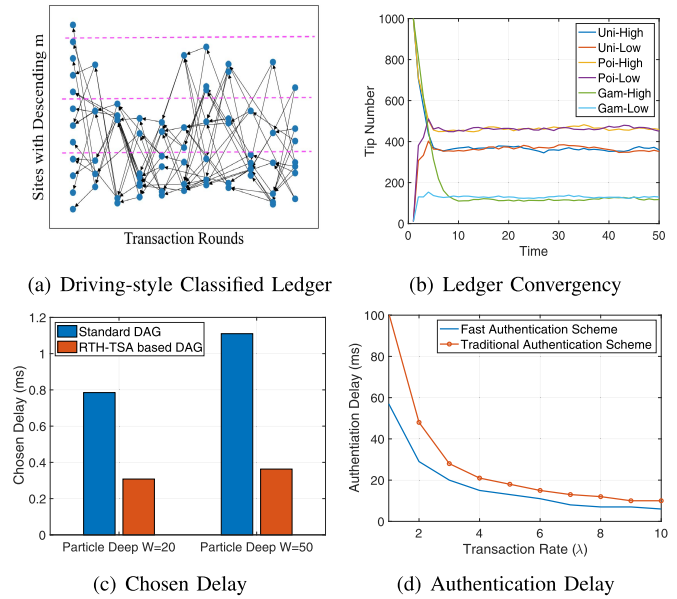 Sites with Descending m
Transaction Rounds
(a) Driving-style Classified Ledger
1000
800
600
400
200
0
Tip Number
0 10 20 30 40 50
Time
Uni-High
Uni-Low
Poi-High
Poi-Low
Gam-High
Gam-Low
(b) Ledger Convergency
1.2
1
0.8
0.6
0.4
0.2
0
Chosen Delay (ms)
Standard DAG
RTH-TSA based DAG
Particle Deep W=20 Particle Deep W=50
(c) Chosen Delay
100
80
60
40
20
0
Authentiation Delay (ms)
Fast Authentication Scheme
Traditional Authentication Scheme
2 4 6 8 10
Transaction Rate (λ)
(d) Authentication Delay